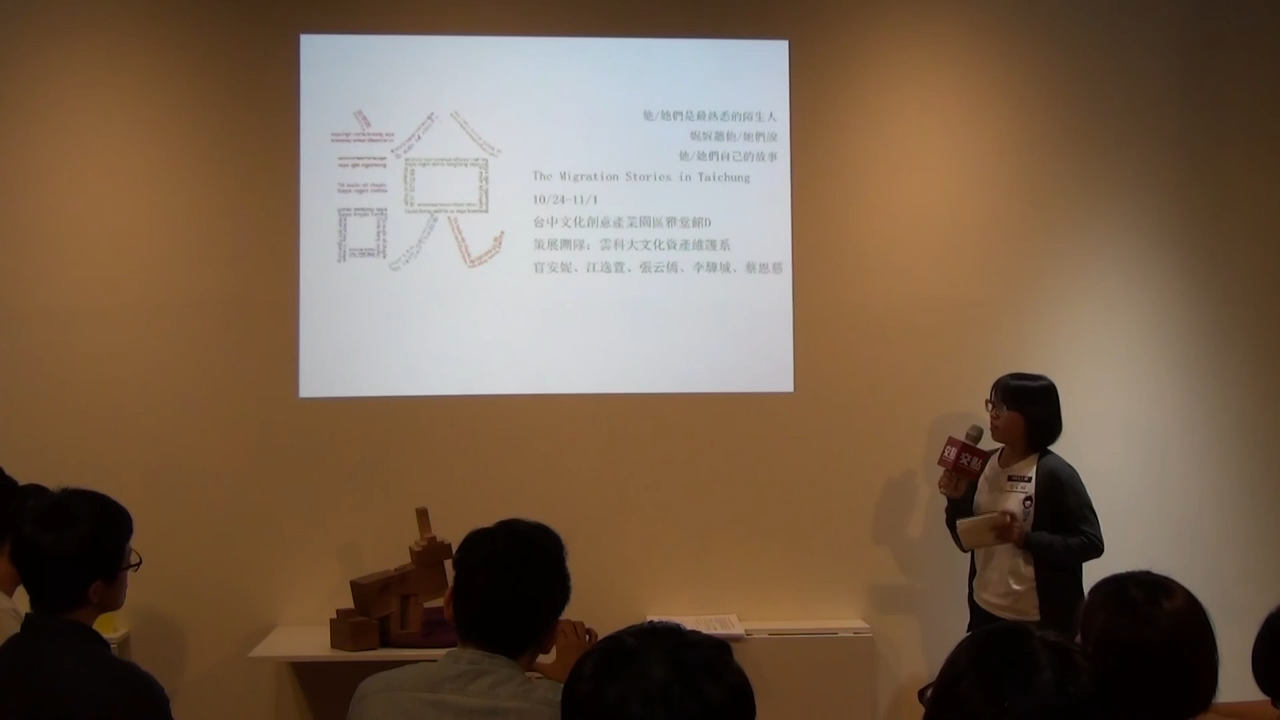 說
他/她們是最熟悉的陌生人
娓娓聽他/她們說
他/她們自己的故事
The Migration Stories in Taichung
10/24-11/1
台中文化創意產業園區雅堂館D
策展團隊：雲科大文化資產維護系
官安妮、江逸萱、張云僑、李驊城、蔡恩慈
交點